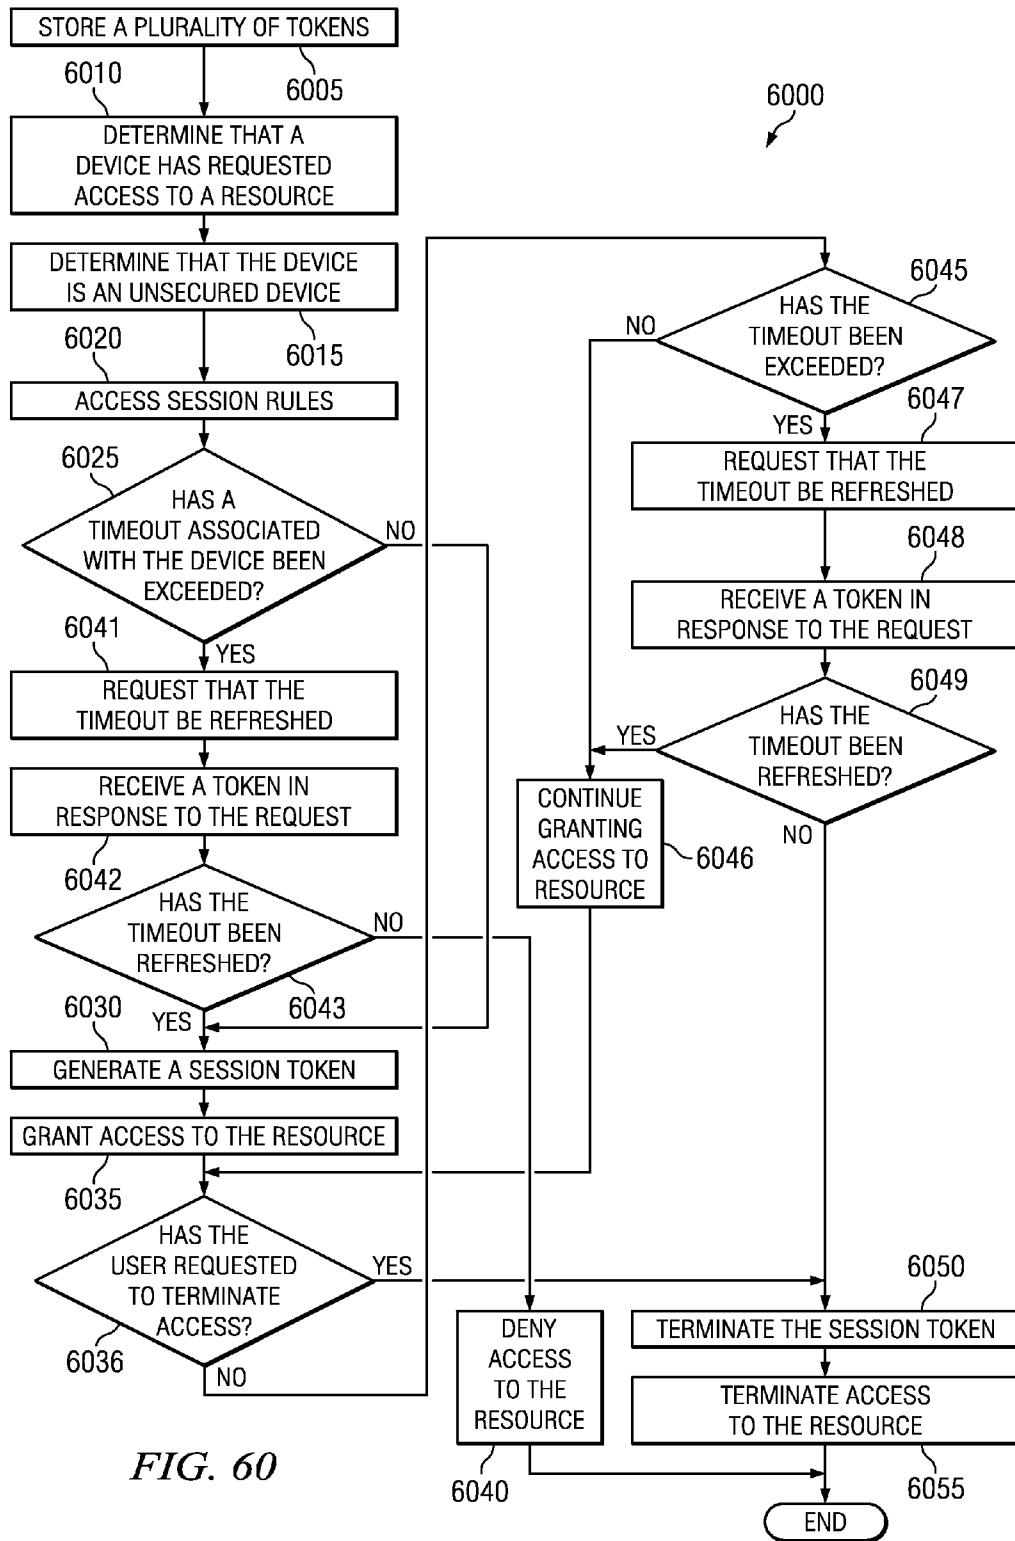 STORE A PLURALITY OF TOKENS
6005
6010
DETERMINE THAT A
DEVICE HAS REQUESTED
ACCESS TO A RESOURCE
DETERMINE THAT THE DEVICE
IS AN UNSECURED DEVICE
6015
6020
ACCESS SESSION RULES
6025
HAS A
TIMEOUT ASSOCIATED
WITH THE DEVICE BEEN
EXCEEDED?
NO
YES
6041
REQUEST THAT THE
TIMEOUT BE REFRESHED
RECEIVE A TOKEN IN
RESPONSE TO THE REQUEST
6042
HAS THE
TIMEOUT BEEN
REFRESHED?
NO
6043
YES
6030
GENERATE A SESSION TOKEN
GRANT ACCESS TO THE RESOURCE
6035
HAS THE
USER REQUESTED
TO TERMINATE
ACCESS?
YES
6036
NO
6000
6045
HAS THE
TIMEOUT BEEN
EXCEEDED?
NO
YES
6047
REQUEST THAT THE
TIMEOUT BE REFRESHED
6048
RECEIVE A TOKEN IN
RESPONSE TO THE REQUEST
6049
HAS THE
TIMEOUT BEEN
REFRESHED?
YES
NO
CONTINUE
GRANTING
ACCESS TO
RESOURCE
6046
DENY
ACCESS
TO THE
RESOURCE
6040
6050
TERMINATE THE SESSION TOKEN
TERMINATE ACCESS
TO THE RESOURCE
6055
END
FIG. 60